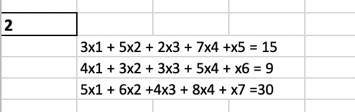 2
3x1 + 5x2 + 2x3 + 7x4 +x5 = 15
4x1 + 3x2 + 3x3 + 5x4 + x6 = 9
5x1 + 6x2 +4x3 + 8x4 + x7 =30